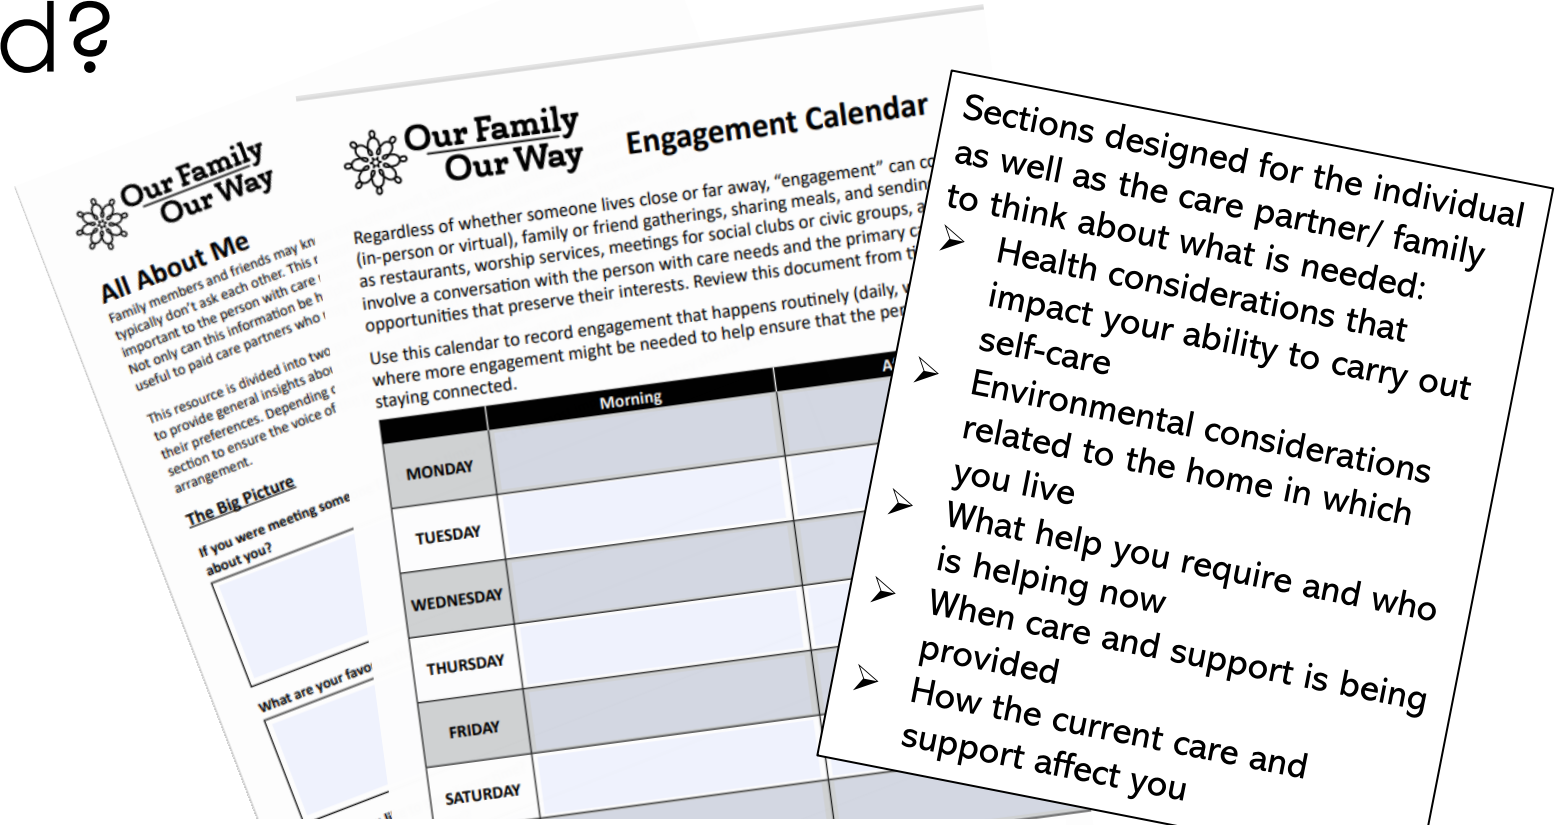 d?
Our Family
Our Way
All About Me
Family members and friends may
typically don't ask each other. This
important to the person with care
Not only can this information be
useful to paid care partners who
This resource is divided into two
to provide general insights
their preferences. Depending
section to ensure the voice of
arrangement.
The Big Picture
If you were meeting some
about you?
What are your
Our Family
Our Way
Engagement Calendar
Regardless of whether someone lives close or far away, “engagement” can
(in-person or virtual), family or friend gatherings, sharing meals, and sending
as restaurants, worship services, meetings for social clubs or civic groups,
involve a conversation with the person with care needs and the primary
opportunities that preserve their interests. Review this document from
Use this calendar to record engagement that happens routinely (daily,
where more engagement might be needed to help ensure that the
staying connected.
Morning
MONDAY
TUESDAY
WEDNESDAY
THURSDAY
FRIDAY
SATURDAY
Sections designed for the individual
as well as the care partner/ family
to think about what is needed:
➢ Health considerations that
impact your ability to carry out
self-care
➢ Environmental considerations
related to the home in which
you live
➢ What help you require and who
is helping now
➢ When care and support is being
provided
➢ How the current care and
support affect you